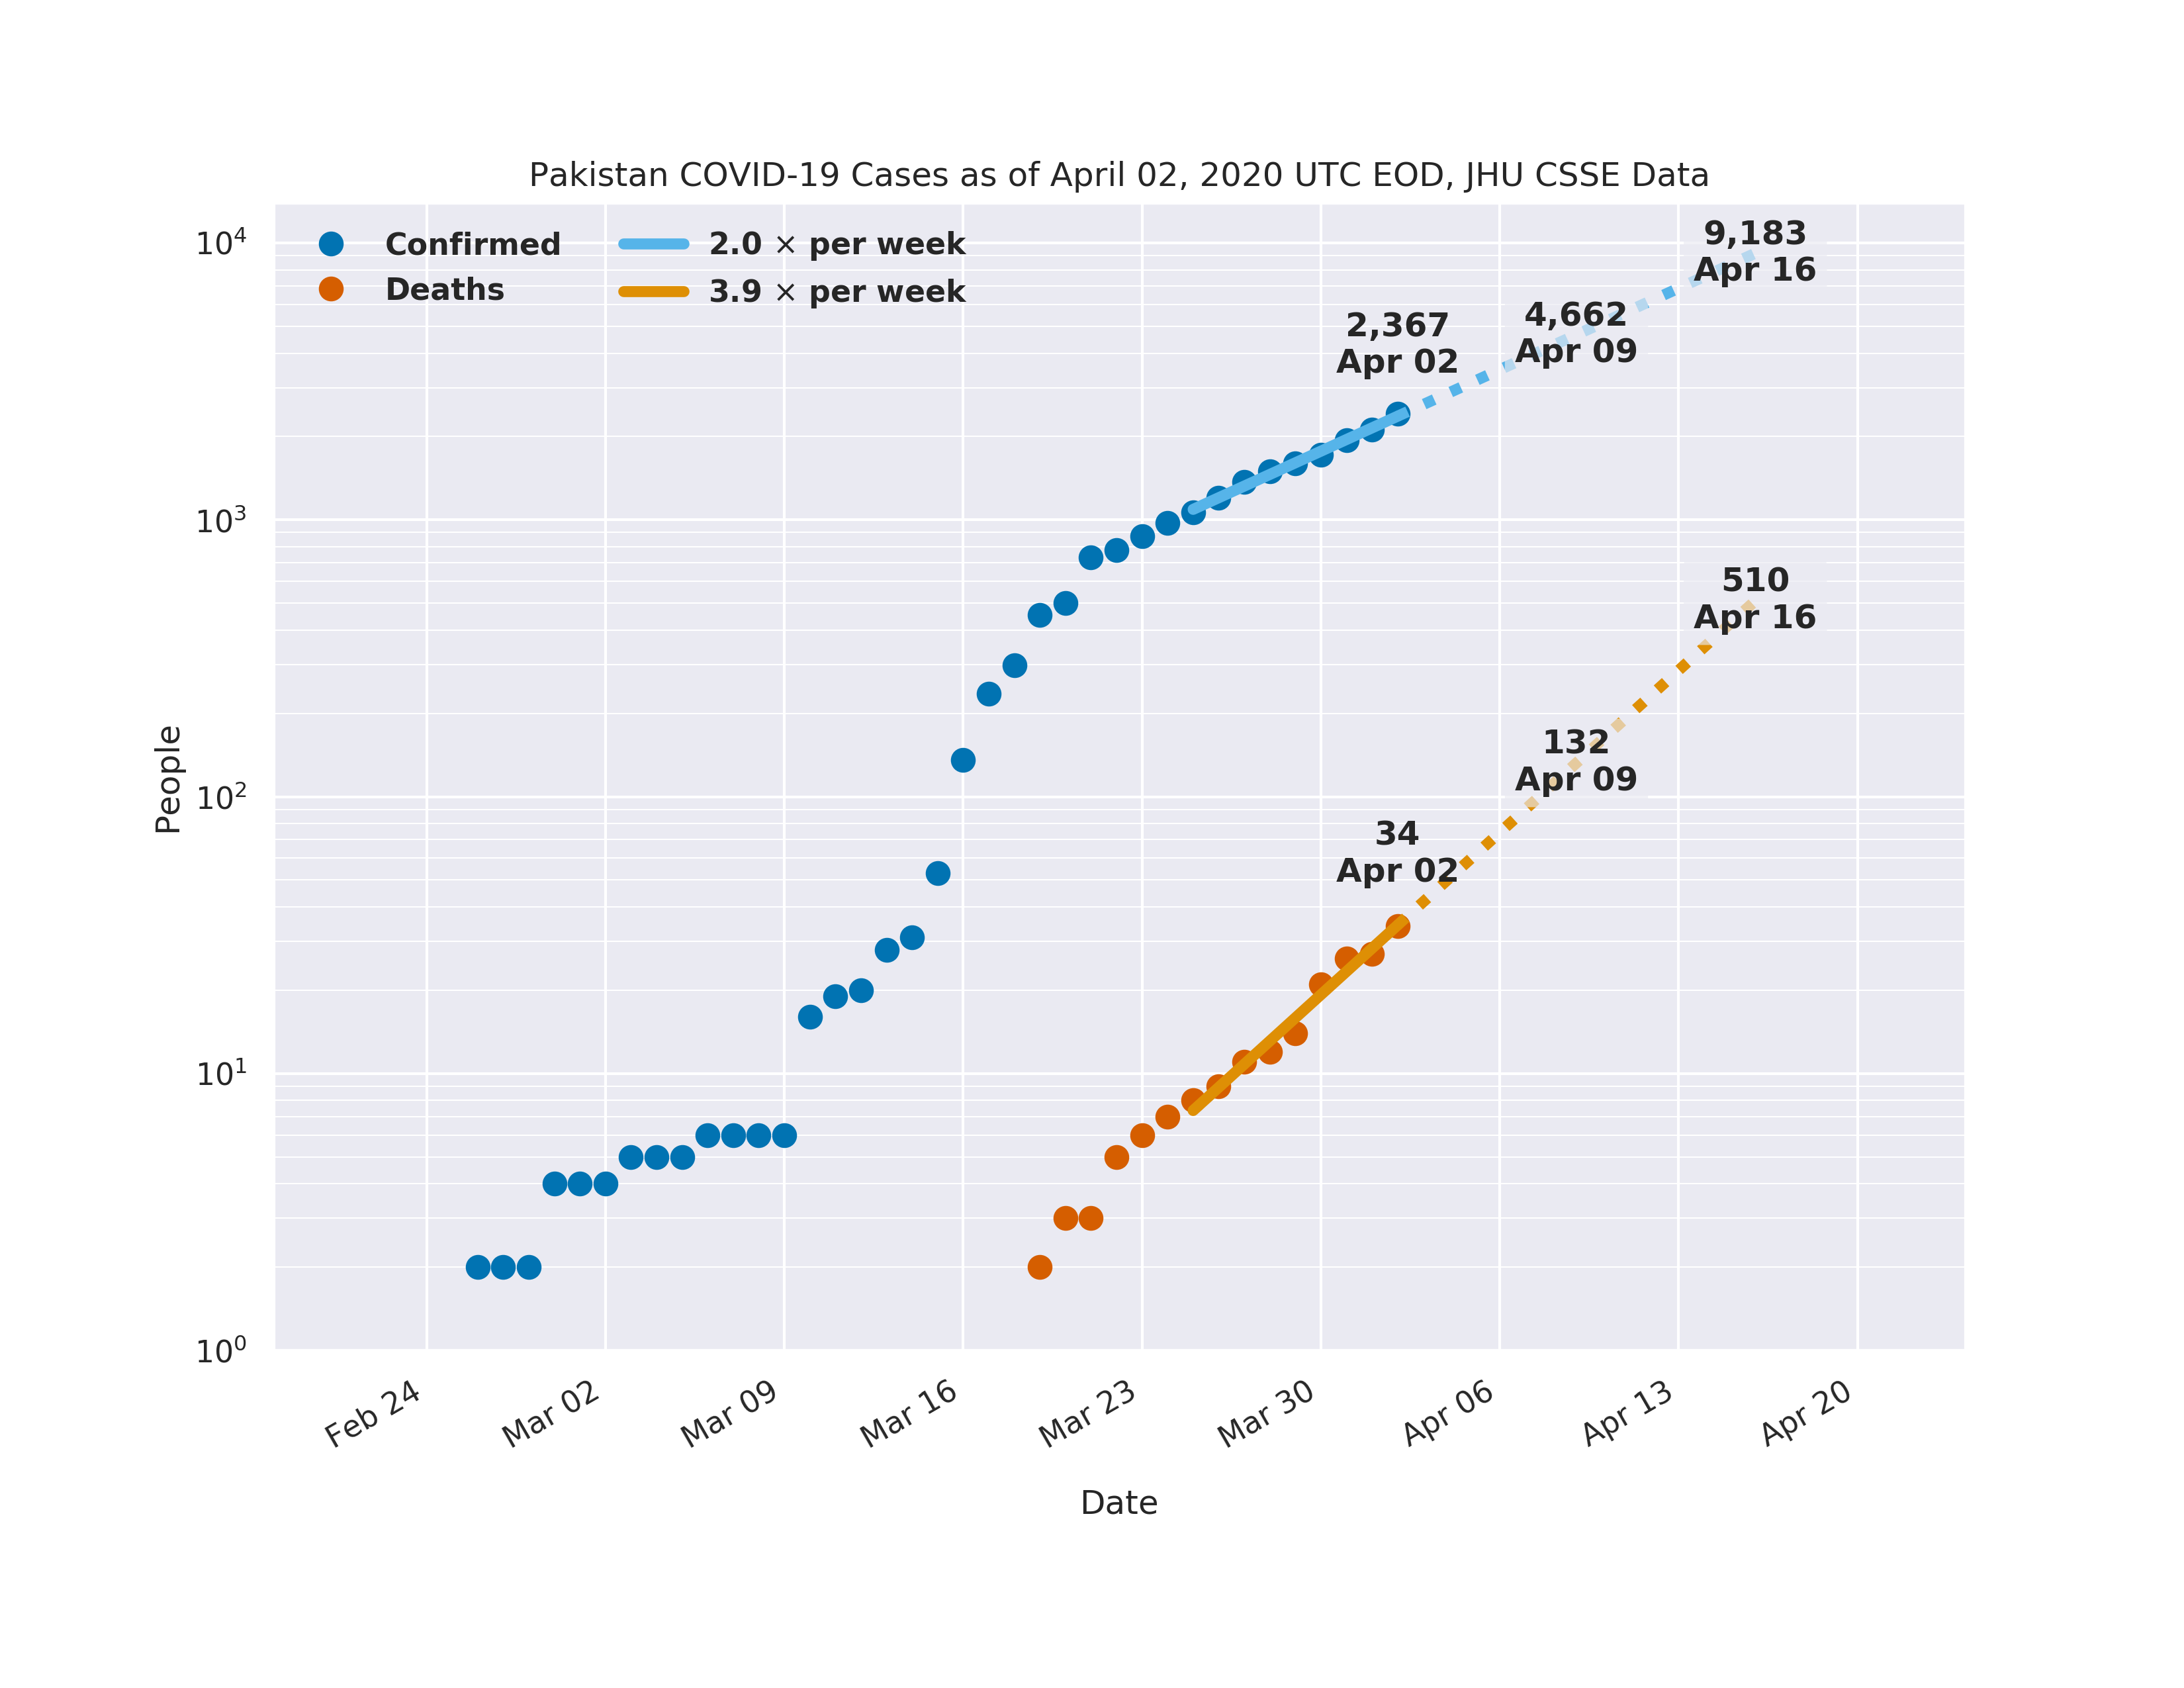 Pakistan COVID-19 Cases as of April 02, 2020 UTC EOD, JHU CSSE Data
Confirmed
Deaths
2.0 × per week
3.9 × per week
9,183
Apr 16
4,662
Apr 09
2,367
Apr 02
510
Apr 16
132
Apr 09
34
Apr 02
People
10⁴
10³
10²
10¹
10⁰
Feb 24
Mar 02
Mar 09
Mar 16
Mar 23
Mar 30
Apr 06
Apr 13
Apr 20
Date